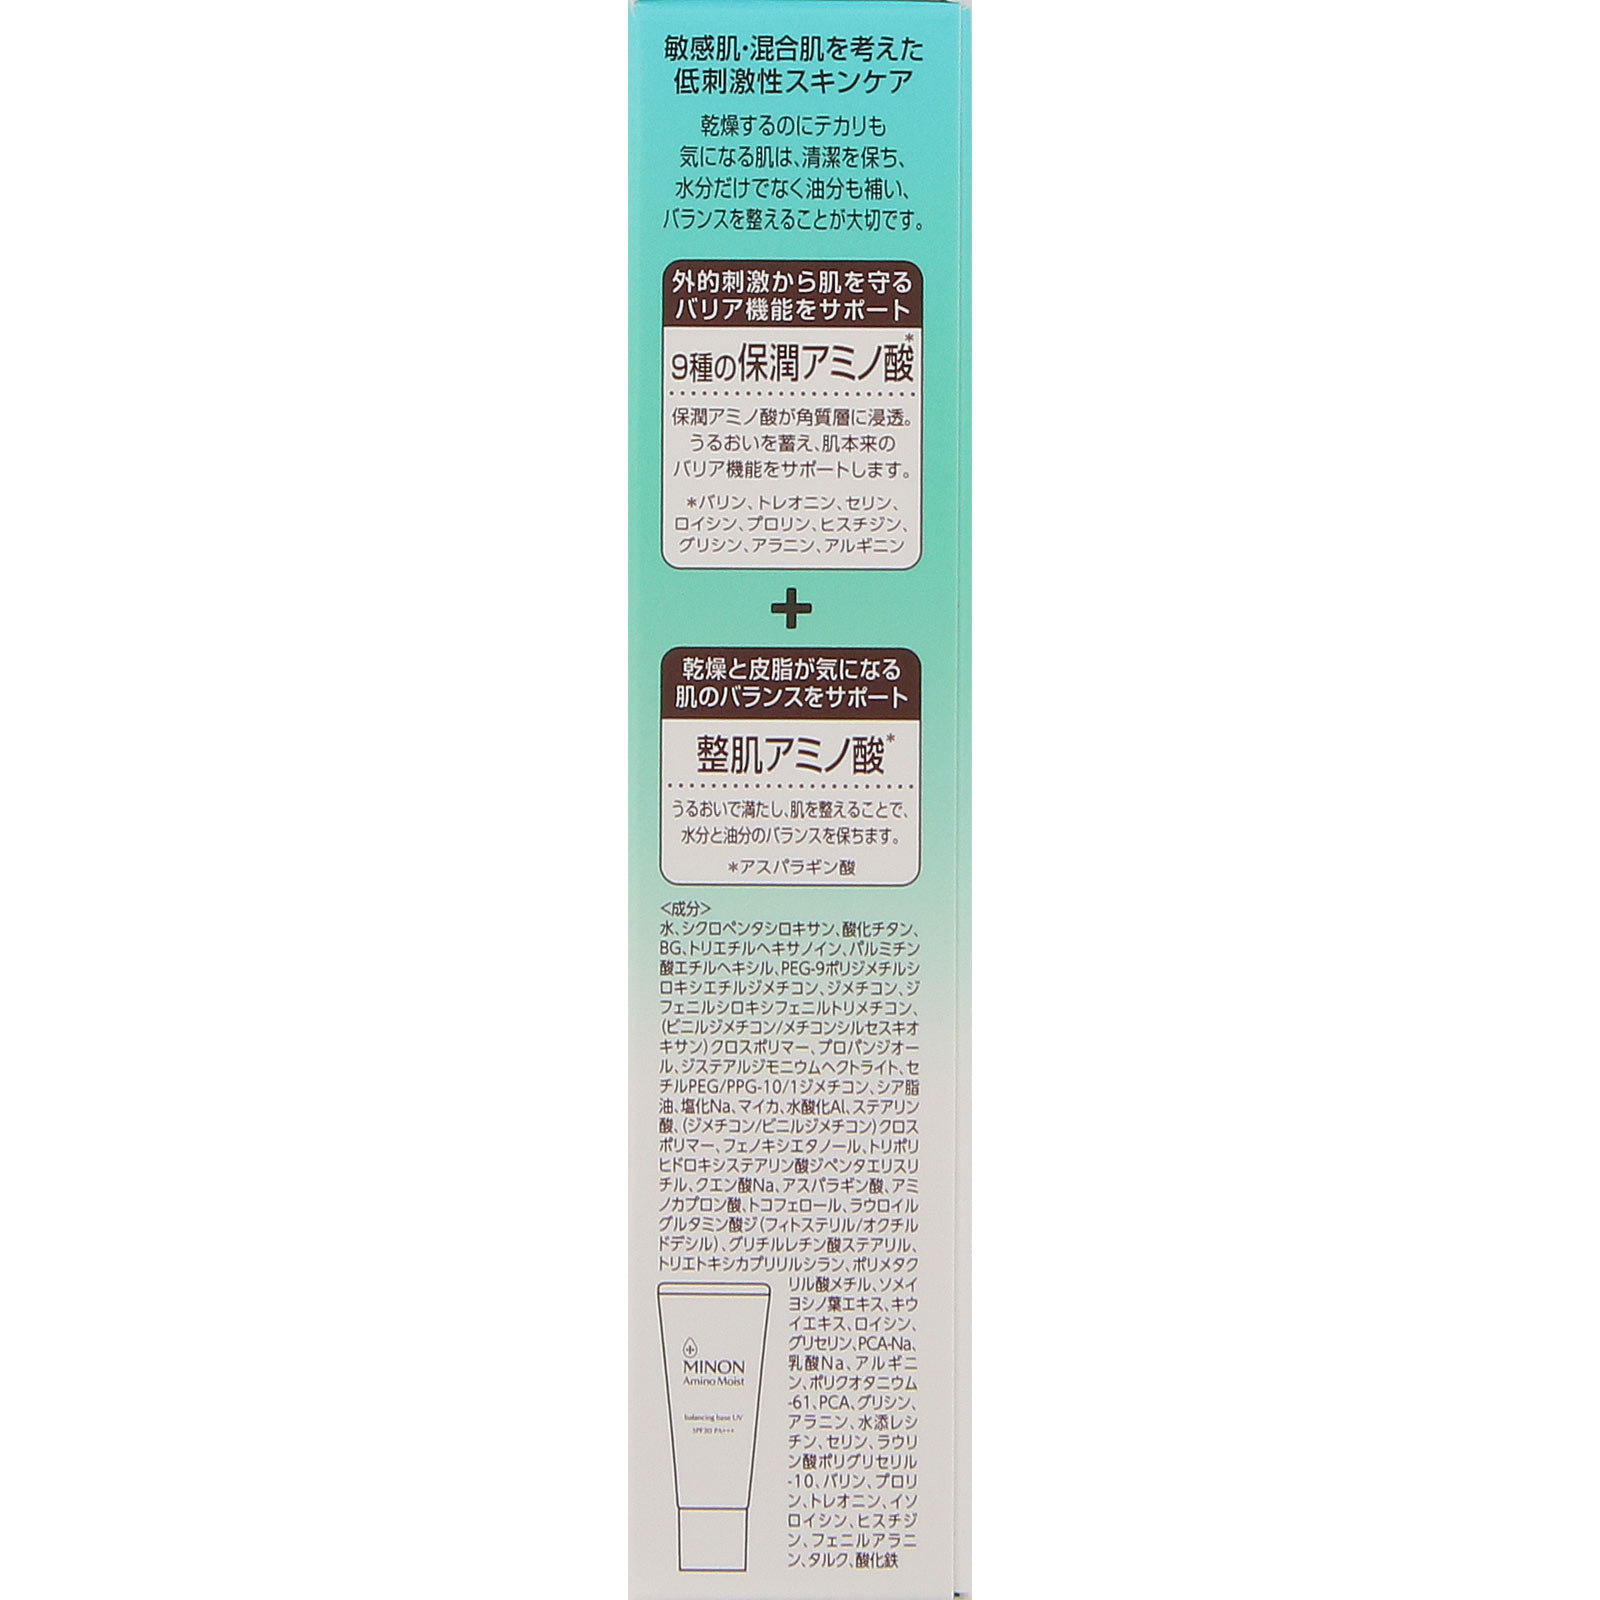 敏感肌・混合肌を考えた
低刺激性スキンケア
乾燥するのにテカリも
気になる肌は、清潔を保ち、
水分だけでなく油分も補い、
バランスを整えることが大切です。
外的刺激から肌を守る
バリア機能をサポート
9種の保潤アミノ酸*
保潤アミノ酸が角質層に浸透。
うるおいを蓄え、肌本来の
バリア機能をサポートします。
*バリン、トレオニン、セリン、
ロイシン、プロリン、ヒスチジン、
グリシン、アラニン、アルギニン
+
乾燥と皮脂が気になる
肌のバランスをサポート
整肌アミノ酸*
うるおいで満たし、肌を整えることで、
水分と油分のバランスを保ちます。
*アスパラギン酸
<成分>
水、シクロペンタシロキサン、酸化チタン、
BG、トリエチルヘキサノイン、パルミチン
酸エチルヘキシル、PEG-9ポリジメチルシ
ロキシエチルジメチコン、ジメチコン、ジ
フェニルシロキシフェニルトリメチコン、
(ビニルジメチコン/メチコンシルセスキオ
キサン)クロスポリマー、プロパンジオー
ル、ジステアルジモニウムヘクトライト、セ
チルPEG/PPG-10/1ジメチコン、シア脂
油、塩化Na、マイカ、水酸化Al、ステアリン
酸、(ジメチコン/ビニルジメチコン)クロス
ポリマー、フェノキシエタノール、トリポリ
ヒドロキシステアリン酸ジペンタエリスリ
チル、クエン酸Na、アスパラギン酸、アミ
ノカプロン酸、トコフェロール、ラウロイル
グルタミン酸ジ(フィトステリル/オクチル
ドデシル)、グリチルレチン酸ステアリル、
トリエトキシカプリリルシラン、ポリメタク
リル酸メチル、ソメイ
ヨシノ葉エキス、キウ
イエキス、ロイシン、
グリセリン、PCA-Na、
乳酸Na、アルギニ
ン、ポリクオタニウム
-61、PCA、グリシン、
アラニン、水添レシ
チン、セリン、ラウリ
ン酸ポリグリセリル
-10、バリン、プロリ
ン、トレオニン、イソ
ロイシン、ヒスチジ
ン、フェニルアラニ
ン、タルク、酸化鉄
MINON
Amino Moist
balancing base UV
SPF30 PA+++